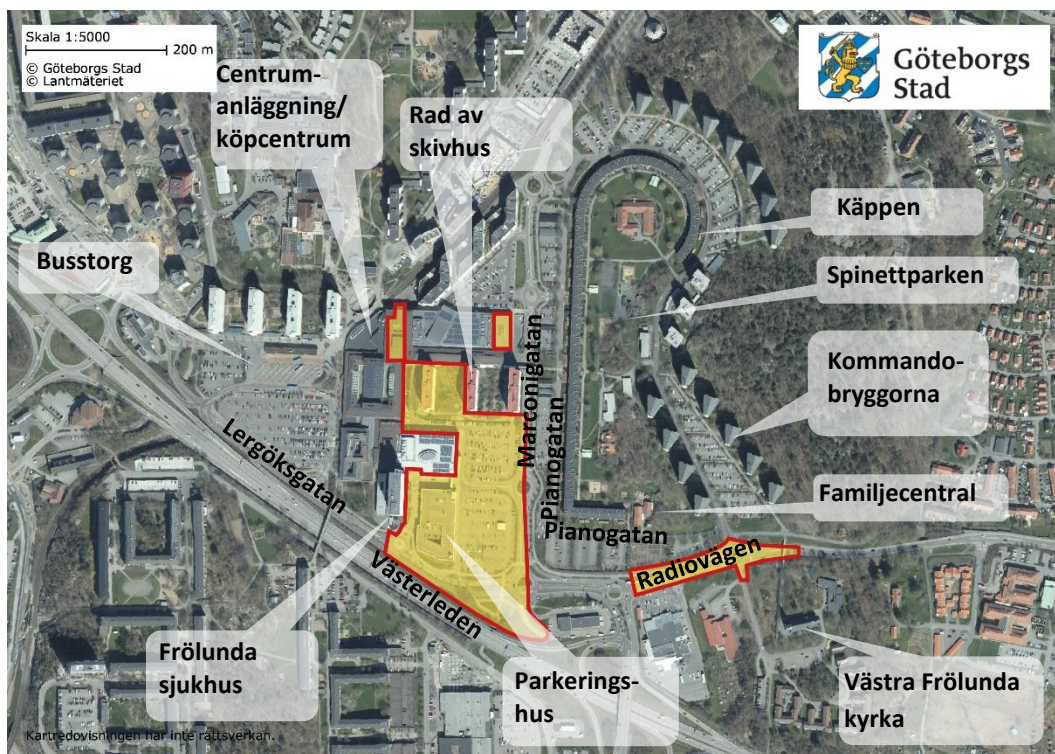 Skala 1:5000
200 m
© Göteborgs Stad
© Lantmäteriet
Göteborgs
Stad
Centrum-
anläggning/
köpcentrum
Rad av
skivhus
Käppen
Busstorg
Spinettparken
Kommando-
bryggorna
Marconigatan
Pianogatan
Lergöksgatan
Familjecentral
Pianogatan
Radiovägen
Västerleden
Frölunda
sjukhus
Parkerings-
hus
Västra Frölunda
kyrka
Kartredovisningen har inte rättsverkan.